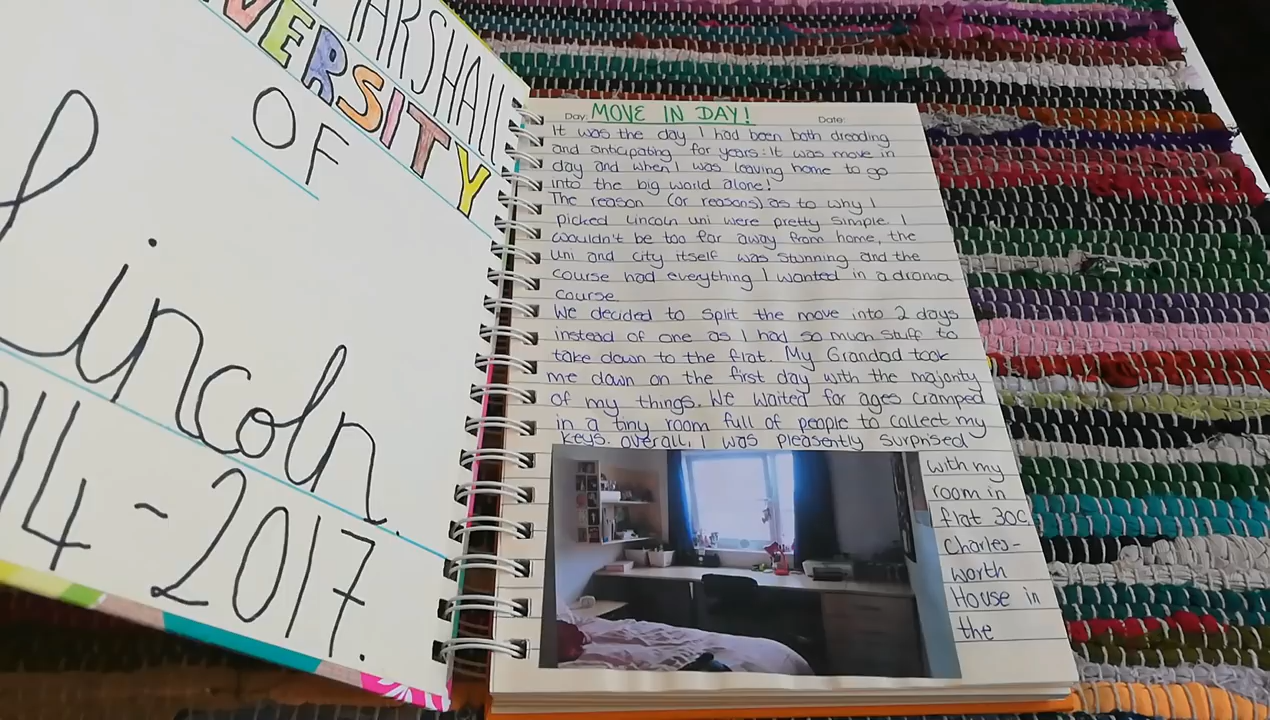 MARSHALL
VERSITY
OF
Lincoln.
14-2017.
Day: MOVE IN DAY! Date:
It was the day I had been both dreading
and anticipating for years: It was move in
day and when I was leaving home to go
into the big world alone!
The reason (or reasons) as to why I
picked Lincoln uni were pretty simple. I
wouldn't be too far away from home, the
uni and city itself was stunning and the
course had everything I wanted in a drama
course.
We decided to split the move into 2 days
instead of one as I had so much stuff to
take down to the flat. My Grandad took
me down on the first day with the majority
of my things. We waited for ages cramped
in a tiny room full of people to collect my
keys. Overall, I was pleasently surprised
with my
room in
flat 30C
Charles-
worth
House in
the